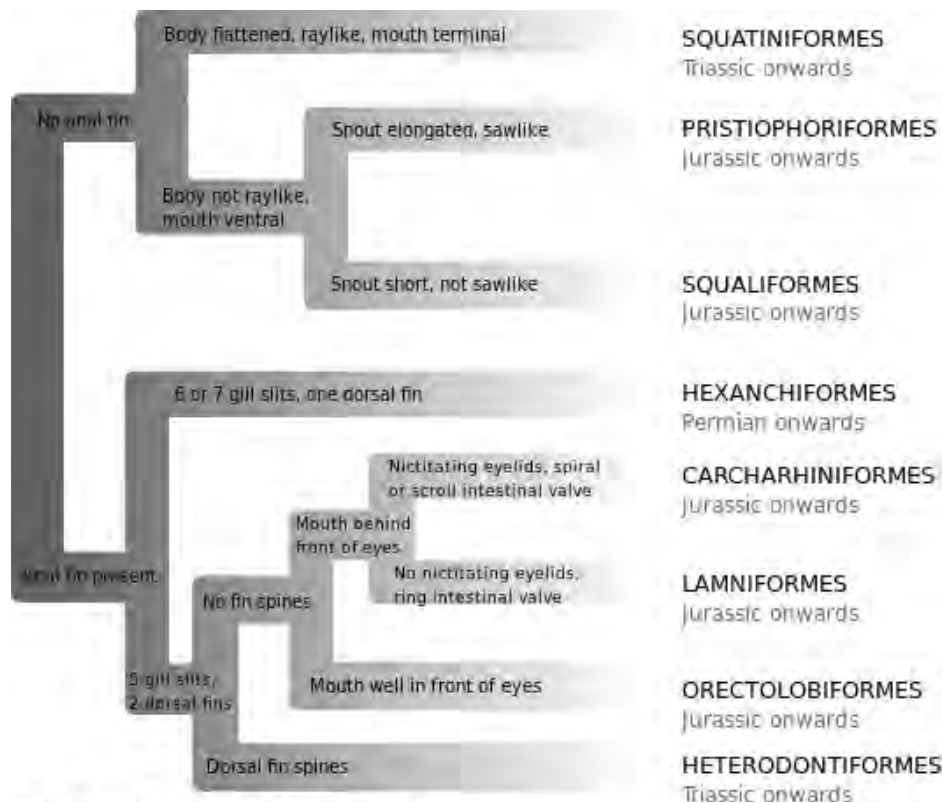 Body flattened, raylike, mouth terminal
SQUATINIFORMES
Triassic onwards
No anal fin
Snout elongated, sawlike
PRISTIOPHORIFORMES
Jurassic onwards
Body not raylike,
mouth ventral
Snout short, not sawlike
SQUALIFORMES
Jurassic onwards
6 or 7 gill slits, one dorsal fin
HEXANCHIFORMES
Permian onwards
Nictitating eyelids, spiral
or scroll intestinal valve
CARCHARHINIFORMES
Jurassic onwards
Mouth behind
front of eyes
Anal fin present
No nictitating eyelids,
ring intestinal valve
LAMNIFORMES
Jurassic onwards
No fin spines
5 gill slits,
2 dorsal fins
Mouth well in front of eyes
ORECTOLOBIFORMES
Jurassic onwards
Dorsal fin spines
HETERODONTIFORMES
Triassic onwards